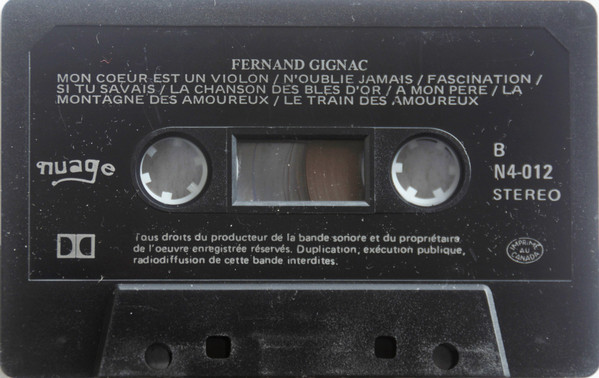 FERNAND GIGNAC
MON COEUR EST UN VIOLON / N'OUBLIE JAMAIS / FASCINATION /
SI TU SAVAIS / LA CHANSON DES BLES D'OR / A MON PERE / LA
MONTAGNE DES AMOUREUX / LE TRAIN DES AMOUREUX
nuage
B
N4-012
STEREO
Tous droits du producteur de la bande sonore et du propriétaire
de l'oeuvre enregistrée réservés. Duplication, exécution publique,
radiodiffusion de cette bande interdites.
IMPRIMÉ
AU
CANADA